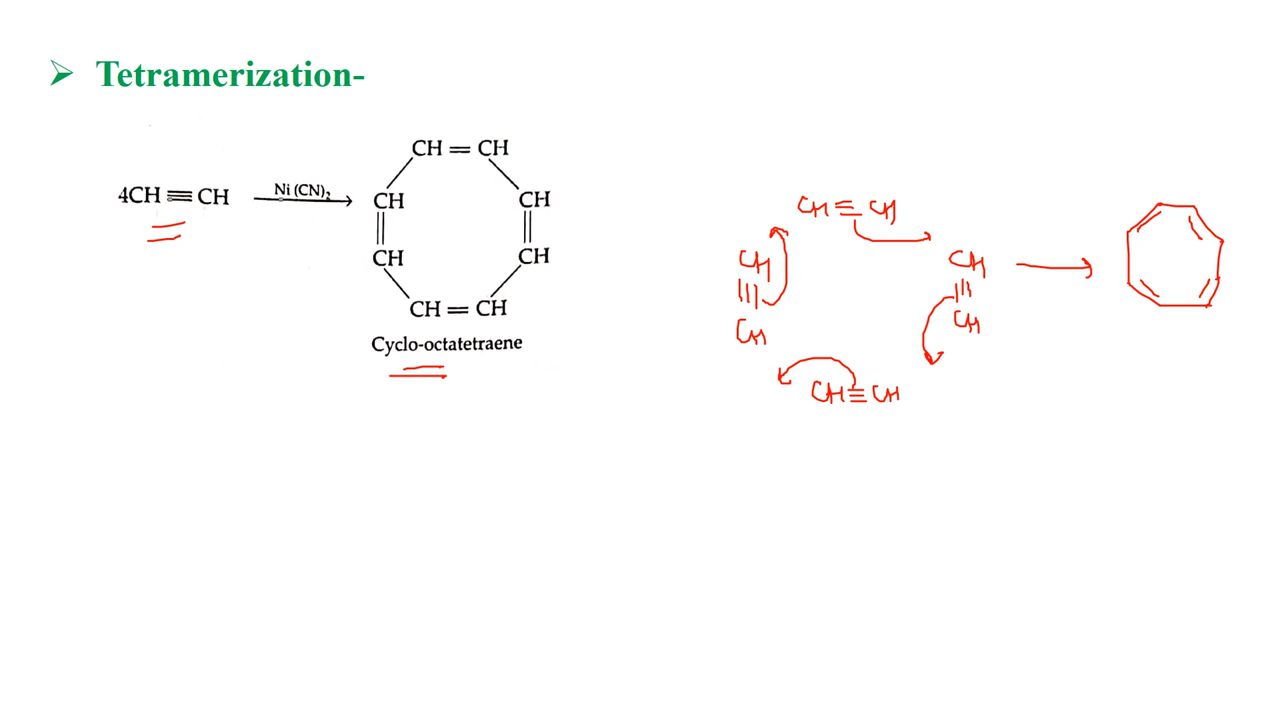 ➢ Tetramerization-
CH = CH
4CH ≡ CH Ni (CN)₂ CH CH
CH CH
CH = CH
Cyclo-octatetraene
CH ≡ CH
CH CH
||| |||
CH CH
CH ≡ CH